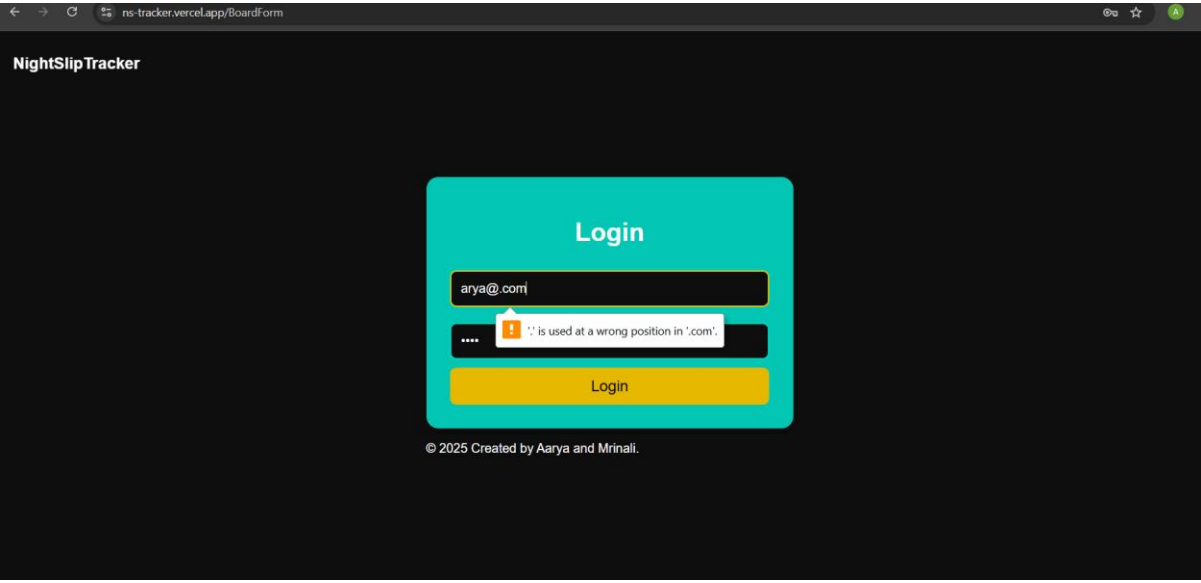 ns-tracker.vercel.app/BoardForm
A
NightSlipTracker
Login
arya@.com
! '.' is used at a wrong position in '.com'.
••••
Login
© 2025 Created by Aarya and Mrinali.